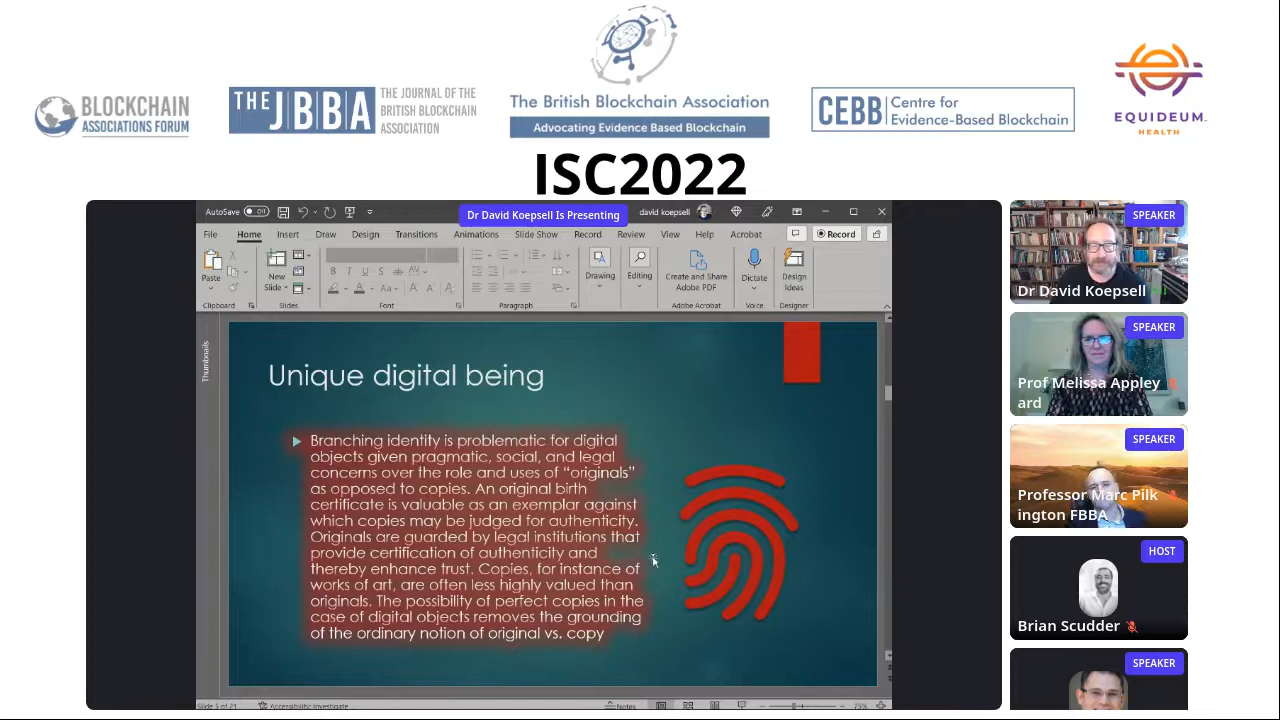 BLOCKCHAIN
ASSOCIATIONS FORUM
THE JBBA
THE JOURNAL OF THE
BRITISH BLOCKCHAIN
ASSOCIATION
The British Blockchain Association
Advocating Evidence Based Blockchain
CEBB
Centre for
Evidence-Based Blockchain
EQUIDEUM
HEALTH
ISC2022
AutoSave
Off
Dr David Koepsell Is Presenting
david koepsell
File Home Insert Draw Design Transitions Animations Slide Show Record Review View Help Acrobat
Record
Paste
New
Slide
Drawing
Editing
Create and Share
Adobe PDF
Dictate
Design
Ideas
Clipboard Slides Font Paragraph Adobe Acrobat Voice Designer
Thumbnails
Unique digital being
Branching identity is problematic for digital
objects given pragmatic, social, and legal
concerns over the role and uses of “originals”
as opposed to copies. An original birth
certificate is valuable as an exemplar against
which copies may be judged for authenticity.
Originals are guarded by legal institutions that
provide certification of authenticity and
thereby enhance trust. Copies, for instance of
works of art, are often less highly valued than
originals. The possibility of perfect copies in the
case of digital objects removes the grounding
of the ordinary notion of original vs. copy
Slide 5 of 21
Accessibility: Investigate
Notes
75%
SPEAKER
Dr David Koepsell
SPEAKER
Prof Melissa Appley
ard
SPEAKER
Professor Marc Pilk
ington FBBA
HOST
Brian Scudder
SPEAKER